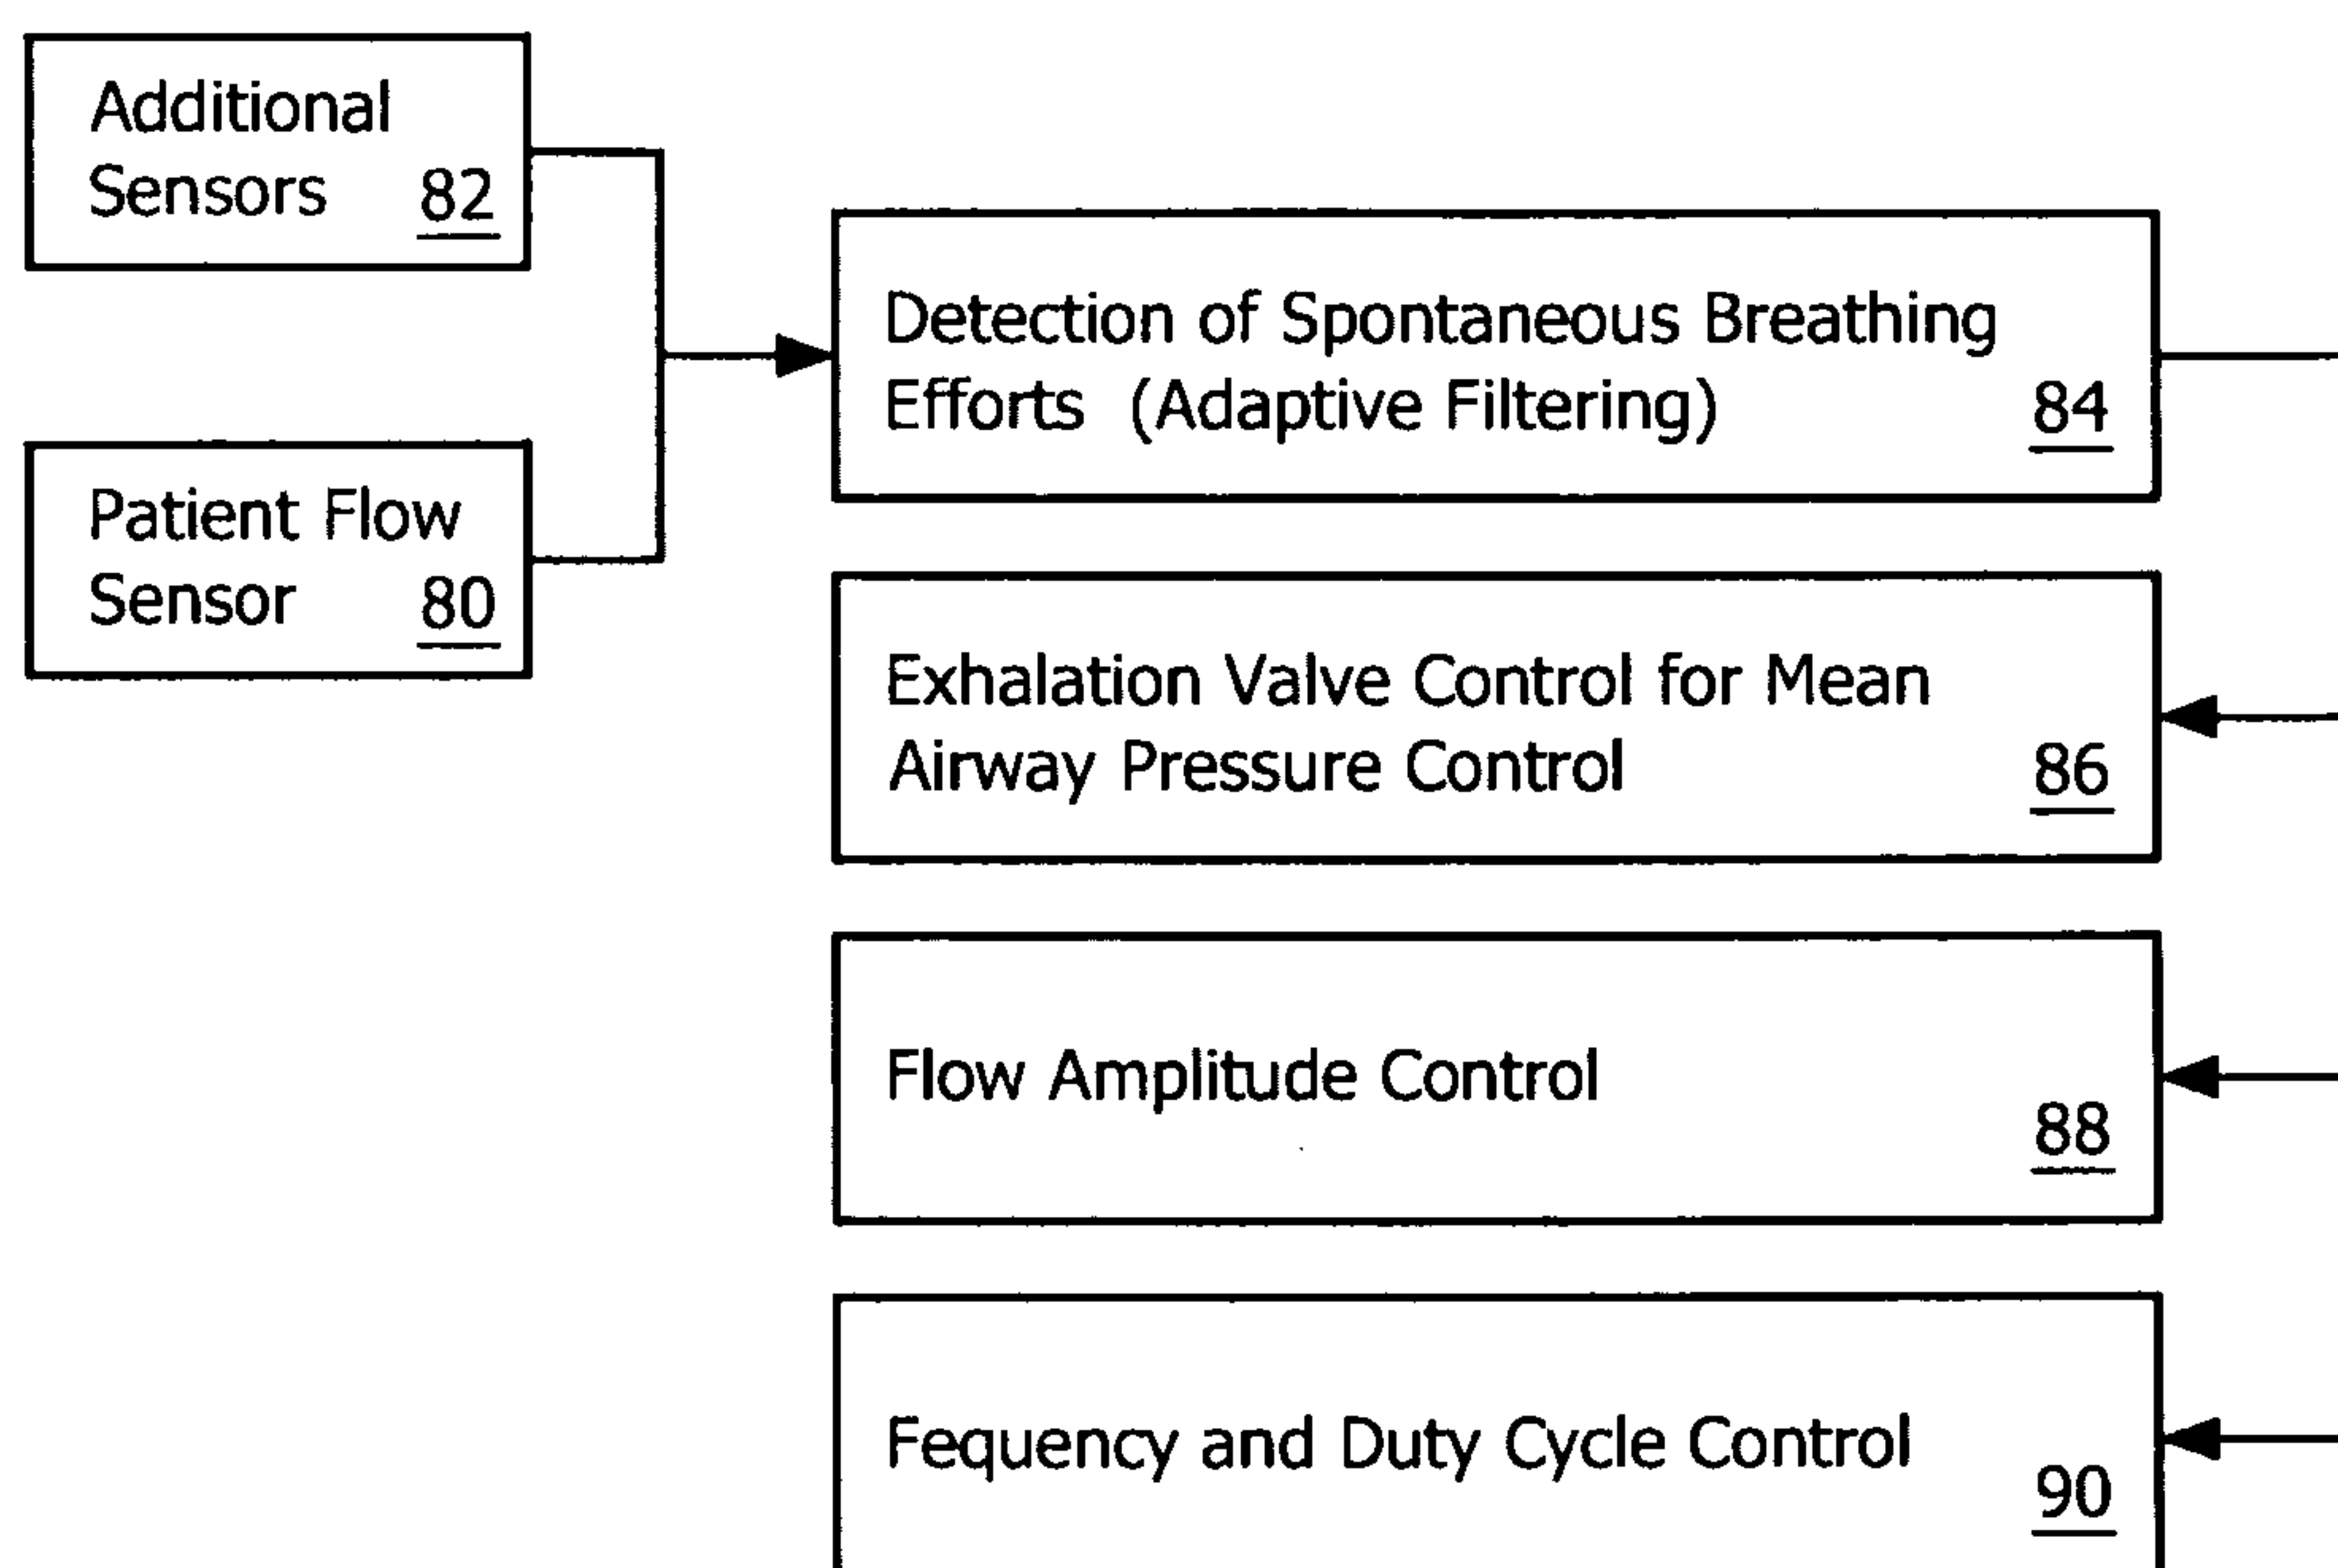 Additional
Sensors 82
Patient Flow
Sensor 80
Detection of Spontaneous Breathing
Efforts (Adaptive Filtering)
84
Exhalation Valve Control for Mean
Airway Pressure Control
86
Flow Amplitude Control
88
Fequency and Duty Cycle Control
90